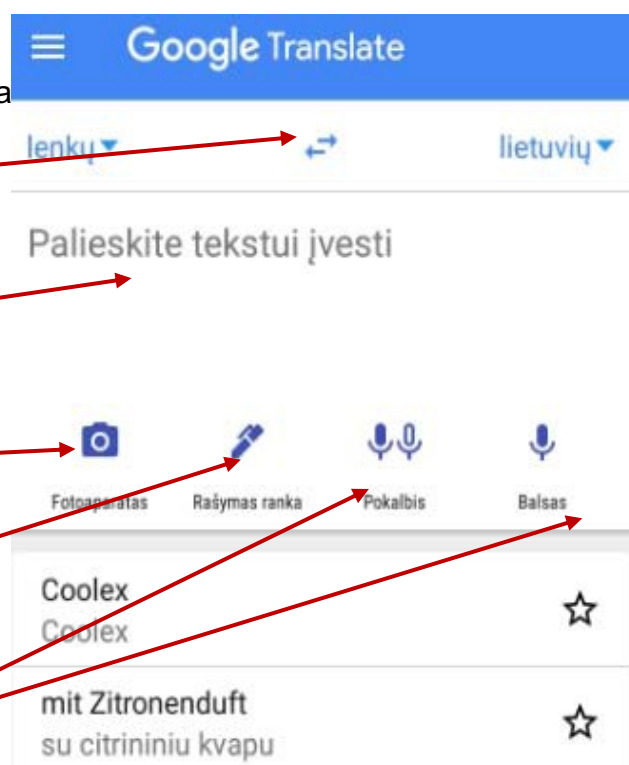 Google Translate
a
lenkų lietuvių
Palieskite tekstui įvesti
Fotoaparatas Rašymas ranka Pokalbis Balsas
Coolex
Coolex
mit Zitronenduft
su citrininiu kvapu